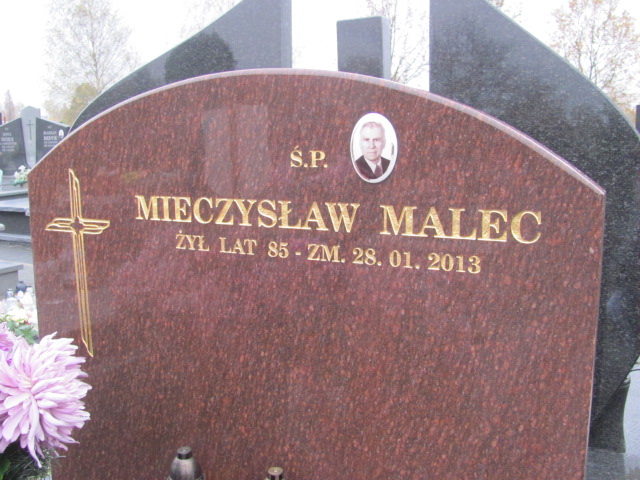 Ś.P.
MIECZYSŁAW MALEC
ŻYŁ LAT 85 - ZM. 28. 01. 2013